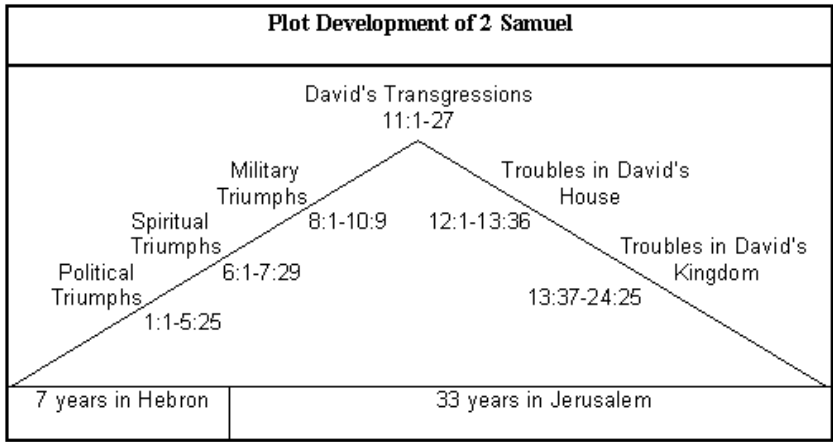 Plot Development of 2 Samuel
David's Transgressions
11:1-27
Military
Triumphs
8:1-10:9
Spiritual
Triumphs
6:1-7:29
Political
Triumphs
1:1-5:25
Troubles in David's
House
12:1-13:36
Troubles in David's
Kingdom
13:37-24:25
7 years in Hebron
33 years in Jerusalem